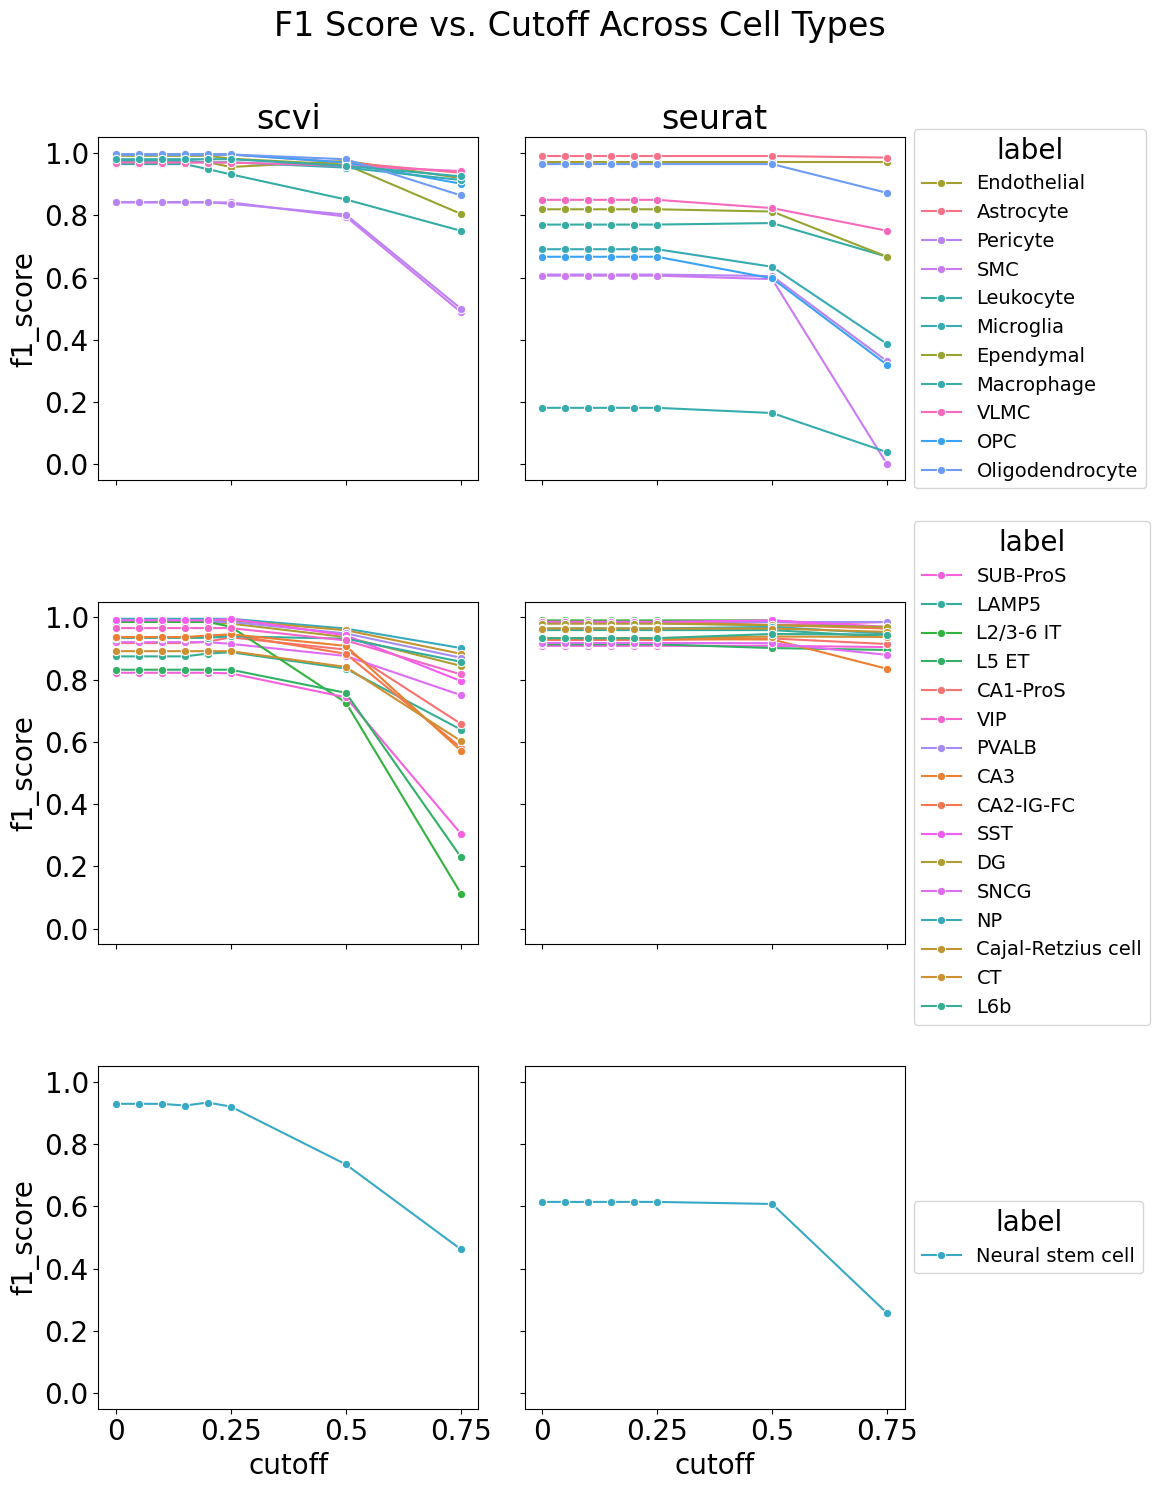 F1 Score vs. Cutoff Across Cell Types
scvi
seurat
f1_score
1.0
0.8
0.6
0.4
0.2
0.0
label
Endothelial
Astrocyte
Pericyte
SMC
Leukocyte
Microglia
Ependymal
Macrophage
VLMC
OPC
Oligodendrocyte
f1_score
1.0
0.8
0.6
0.4
0.2
0.0
label
SUB-ProS
LAMP5
L2/3-6 IT
L5 ET
CA1-ProS
VIP
PVALB
CA3
CA2-IG-FC
SST
DG
SNCG
NP
Cajal-Retzius cell
CT
L6b
f1_score
1.0
0.8
0.6
0.4
0.2
0.0
label
Neural stem cell
0 0.25 0.5 0.75
cutoff
0 0.25 0.5 0.75
cutoff